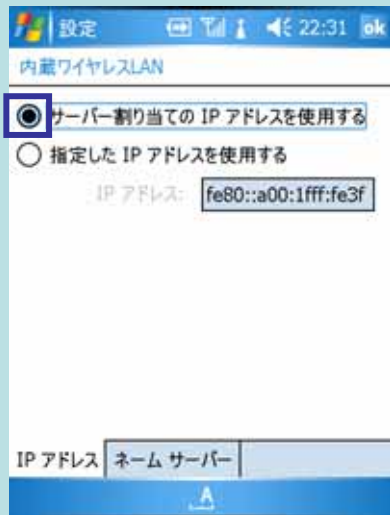 設定 22:31 ok
内蔵ワイヤレスLAN
サーバー割り当ての IP アドレスを使用する
指定した IP アドレスを使用する
IP アドレス: fe80::a00:1fff:fe3f
IP アドレス ネーム サーバー
A